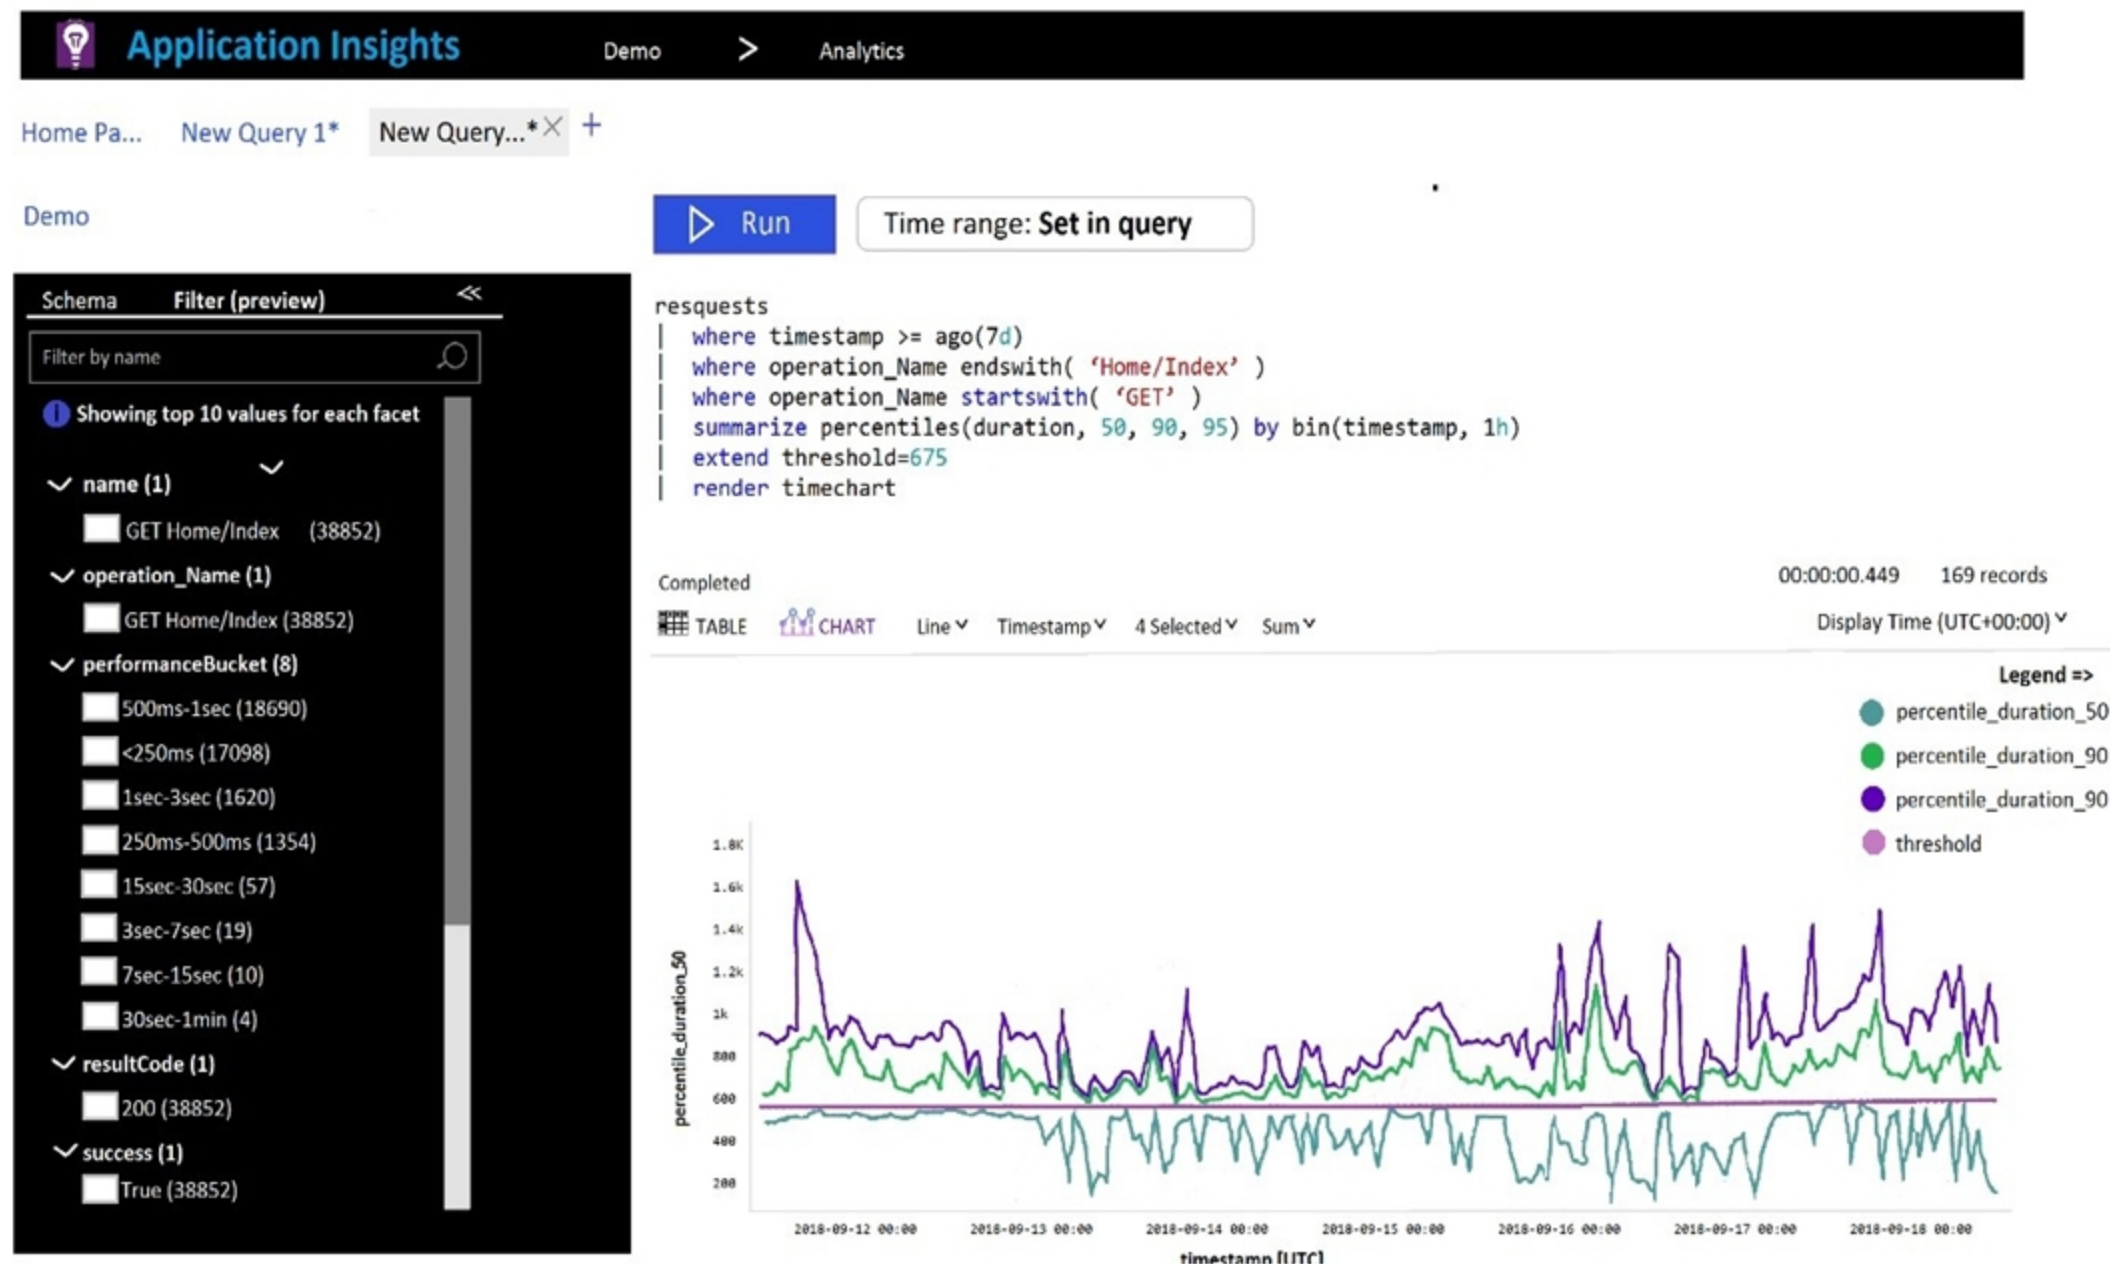 Application Insights Demo > Analytics
Home Pa... New Query 1* New Query...* +
Demo
Run Time range: Set in query
Schema Filter (preview) <<
Filter by name
Showing top 10 values for each facet
name (1)
GET Home/Index (38852)
operation_Name (1)
GET Home/Index (38852)
performanceBucket (8)
500ms-1sec (18690)
<250ms (17098)
1sec-3sec (1620)
250ms-500ms (1354)
15sec-30sec (57)
3sec-7sec (19)
7sec-15sec (10)
30sec-1min (4)
resultCode (1)
200 (38852)
success (1)
True (38852)
resquests
| where timestamp >= ago(7d)
| where operation_Name endswith( ‘Home/Index’ )
| where operation_Name startswith( ‘GET’ )
| summarize percentiles(duration, 50, 90, 95) by bin(timestamp, 1h)
| extend threshold=675
| render timechart
Completed 00:00:00.449 169 records
TABLE CHART Line Timestamp 4 Selected Sum Display Time (UTC+00:00)
Legend =>
percentile_duration_50
percentile_duration_90
percentile_duration_90
threshold
percentile_duration_50
1.8K
1.6k
1.4k
1.2k
1k
800
600
400
200
2018-09-12 00:00 2018-09-13 00:00 2018-09-14 00:00 2018-09-15 00:00 2018-09-16 00:00 2018-09-17 00:00 2018-09-18 00:00
timestamp [UTC]